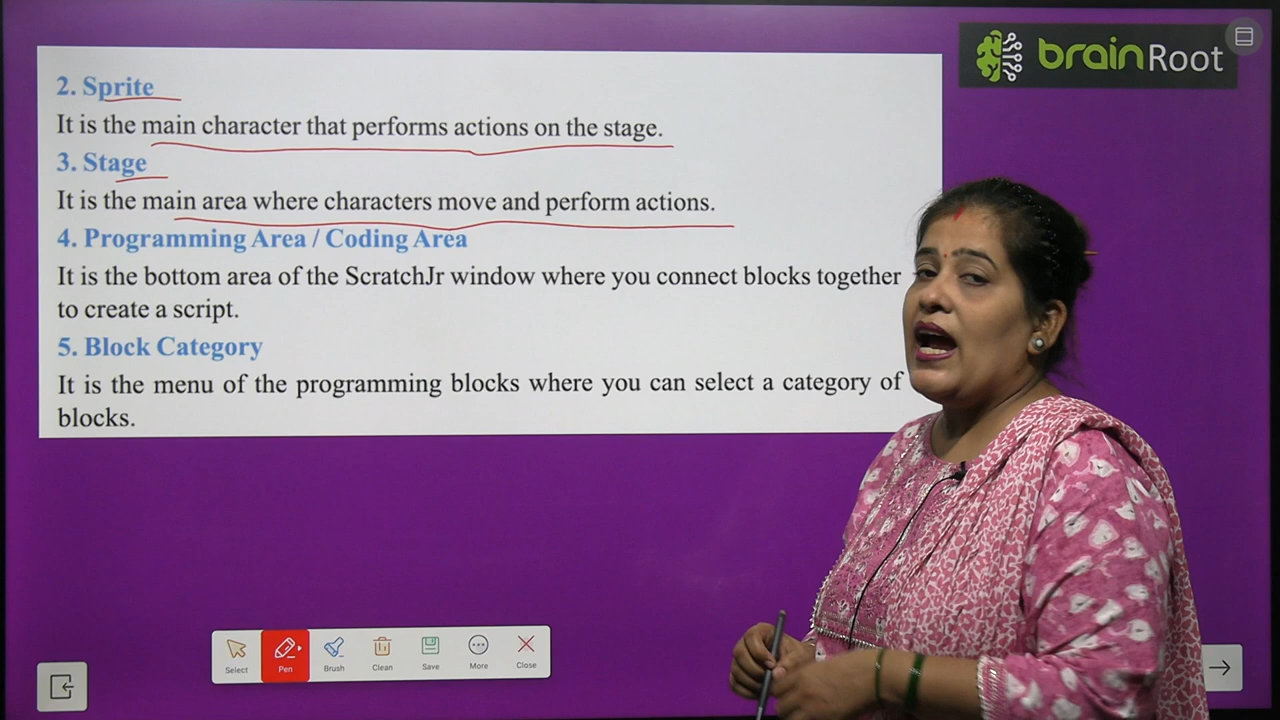 brainRoot
2. Sprite
It is the main character that performs actions on the stage.
3. Stage
It is the main area where characters move and perform actions.
4. Programming Area / Coding Area
It is the bottom area of the ScratchJr window where you connect blocks together
to create a script.
5. Block Category
It is the menu of the programming blocks where you can select a category of
blocks.
Select Pen Brush Clean Save More Close